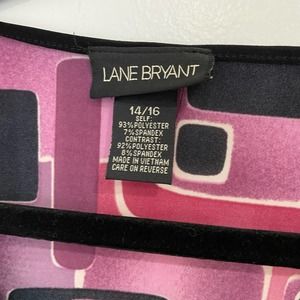 LANE BRYANT
14/16
SELF:
93% POLYESTER
7% SPANDEX
CONTRAST:
92% POLYESTER
8% SPANDEX
MADE IN VIETNAM
CARE ON REVERSE